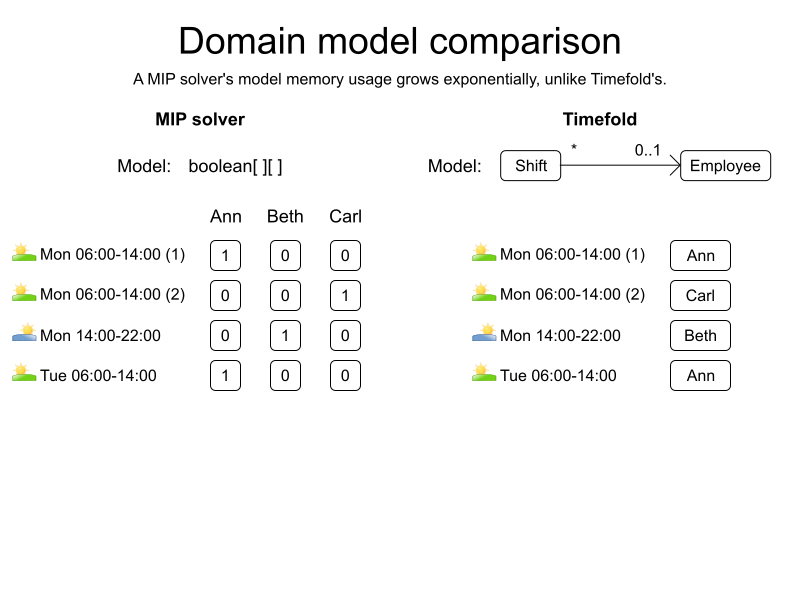 Domain model comparison
A MIP solver's model memory usage grows exponentially, unlike Timefold's.
MIP solver
Model: boolean[ ][ ]
Ann Beth Carl
Mon 06:00-14:00 (1) 1 0 0
Mon 06:00-14:00 (2) 0 0 1
Mon 14:00-22:00 0 1 0
Tue 06:00-14:00 1 0 0
Timefold
* 0..1
Model: Shift Employee
Mon 06:00-14:00 (1) Ann
Mon 06:00-14:00 (2) Carl
Mon 14:00-22:00 Beth
Tue 06:00-14:00 Ann